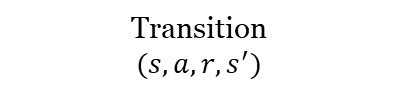 Transition
(s, a, r, s′)